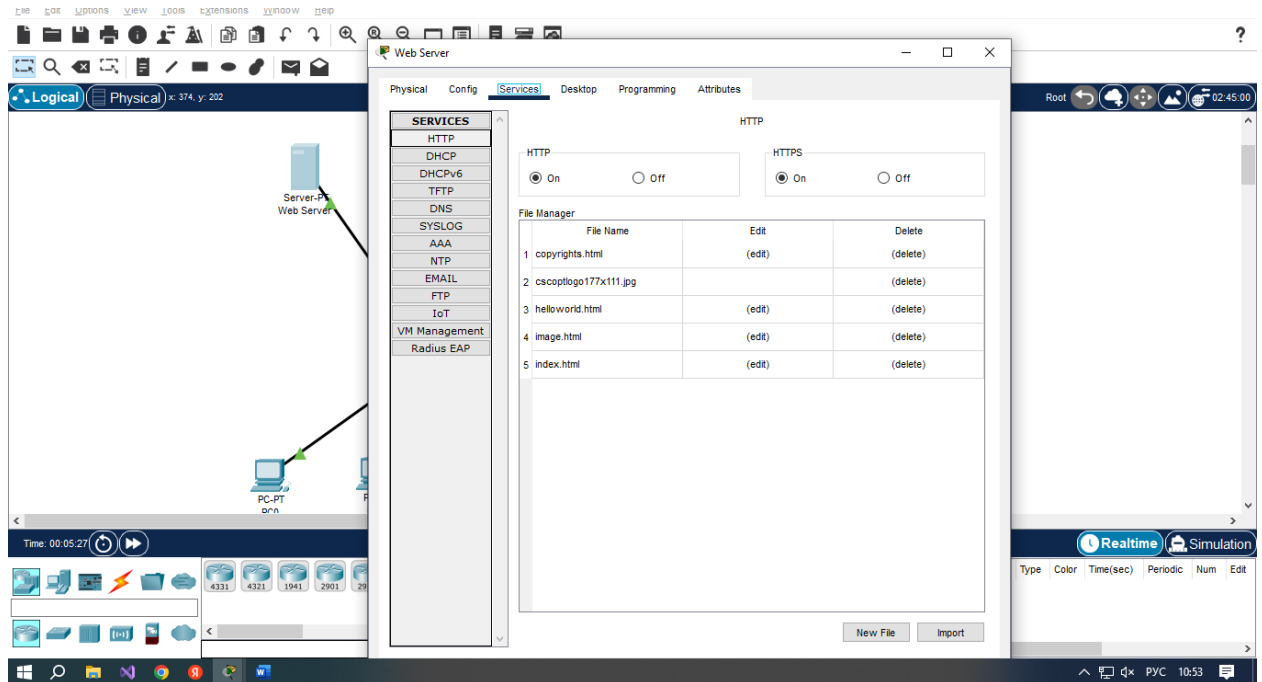 File Edit Options View Tools Extensions Window Help
Web Server
?
Logical Physical x: 374, y: 202
Root 02:45:00
Physical Config Services Desktop Programming Attributes
SERVICES
HTTP
DHCP
DHCPv6
TFTP
DNS
SYSLOG
AAA
NTP
EMAIL
FTP
IoT
VM Management
Radius EAP
HTTP
HTTP
On Off
HTTPS
On Off
File Manager
File Name Edit Delete
1 copyrights.html (edit) (delete)
2 cscoptlogo177x111.jpg (delete)
3 helloworld.html (edit) (delete)
4 image.html (edit) (delete)
5 index.html (edit) (delete)
New File Import
Server-PT
Web Server
PC-PT
PC0
Time: 00:05:27
Realtime Simulation
4331 4321 1941 2901
Type Color Time(sec) Periodic Num Edit
РУС 10:53